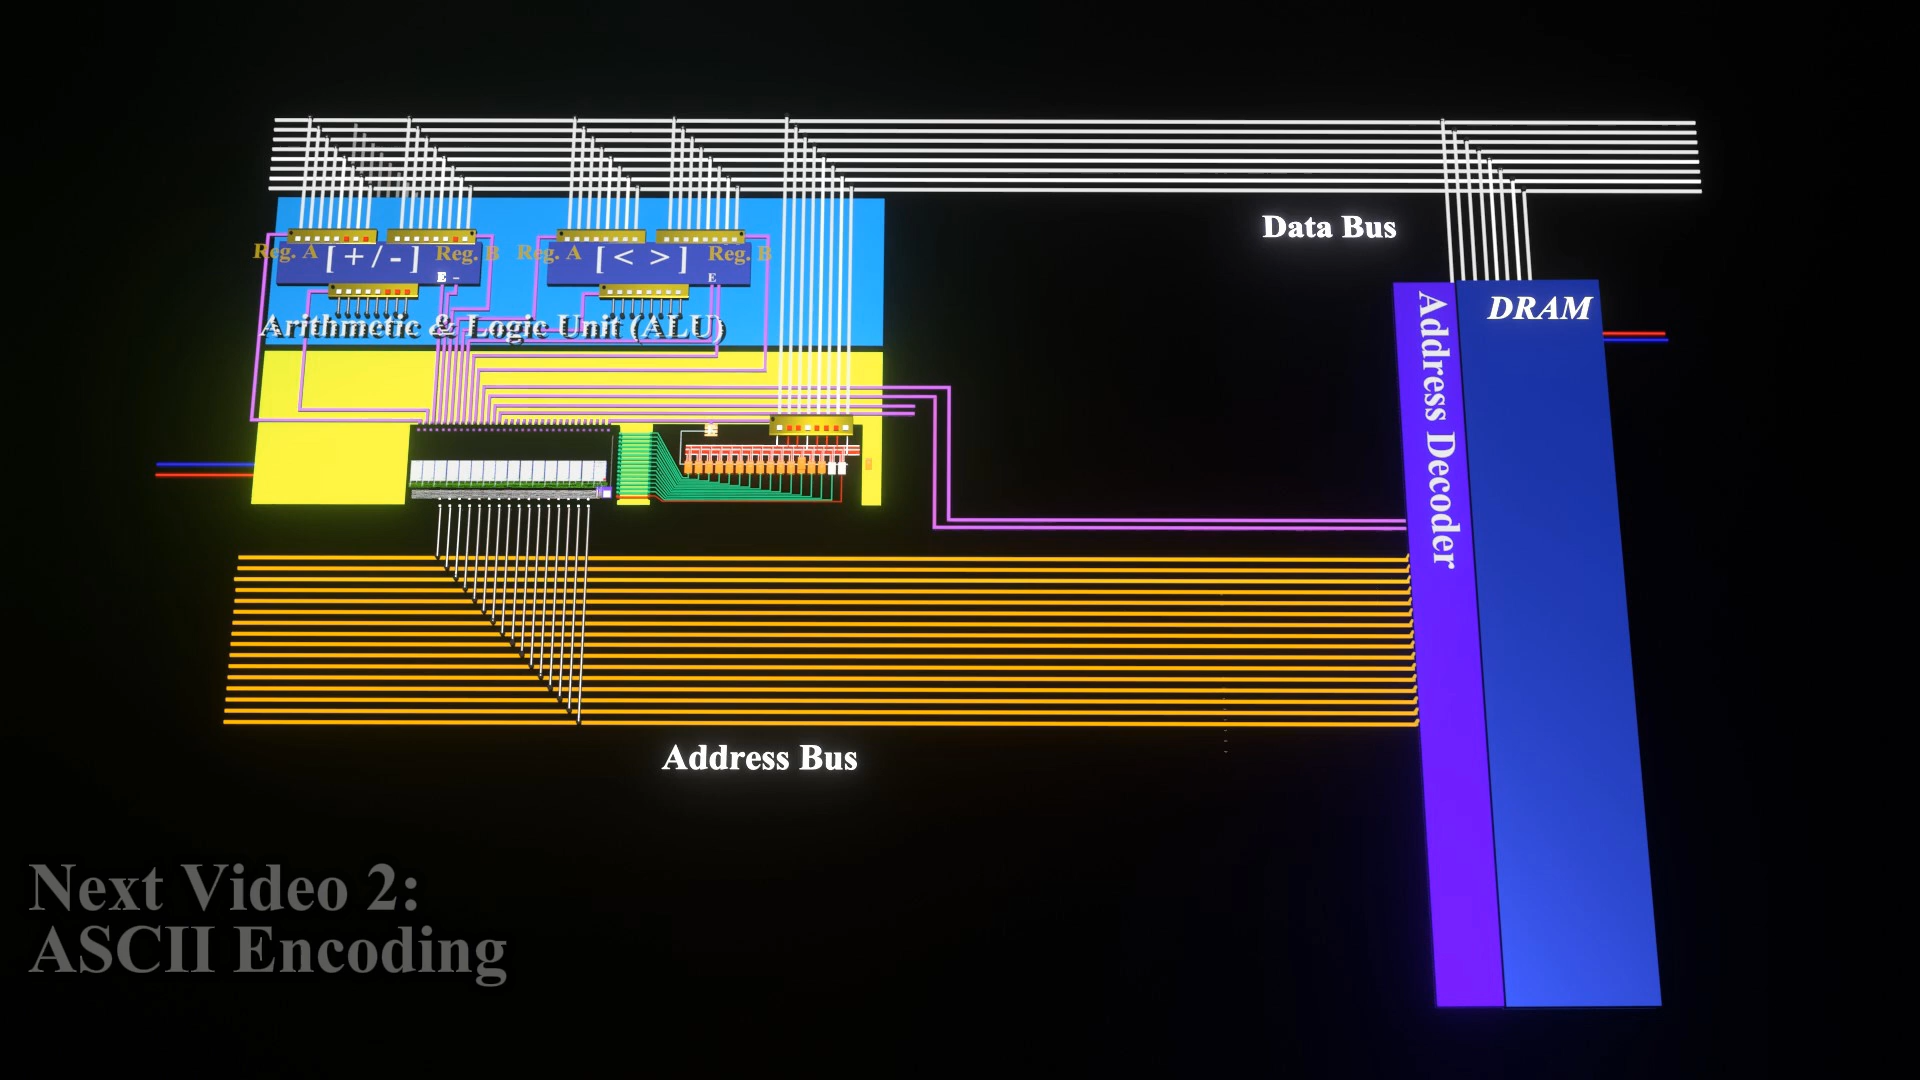 Data Bus
Reg. A [ + / - ] Reg. B
E -
Reg. A [ < > ] Reg. B
E
Arithmetic & Logic Unit (ALU)
DRAM
Address Decoder
Address Bus
Next Video 2:
ASCII Encoding